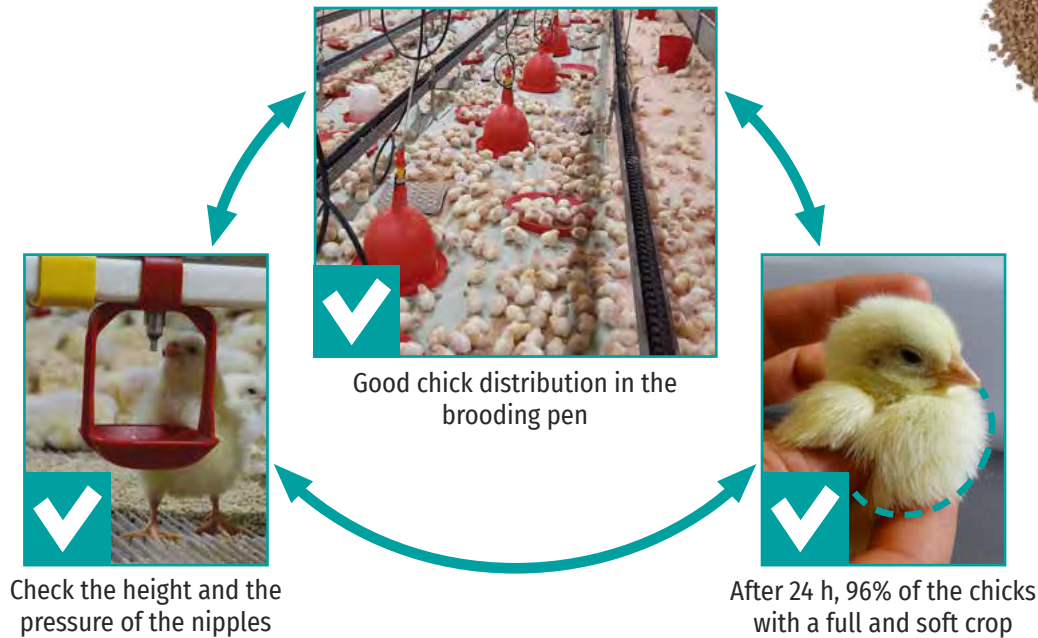 Good chick distribution in the
brooding pen
Check the height and the
pressure of the nipples
After 24 h, 96% of the chicks
with a full and soft crop